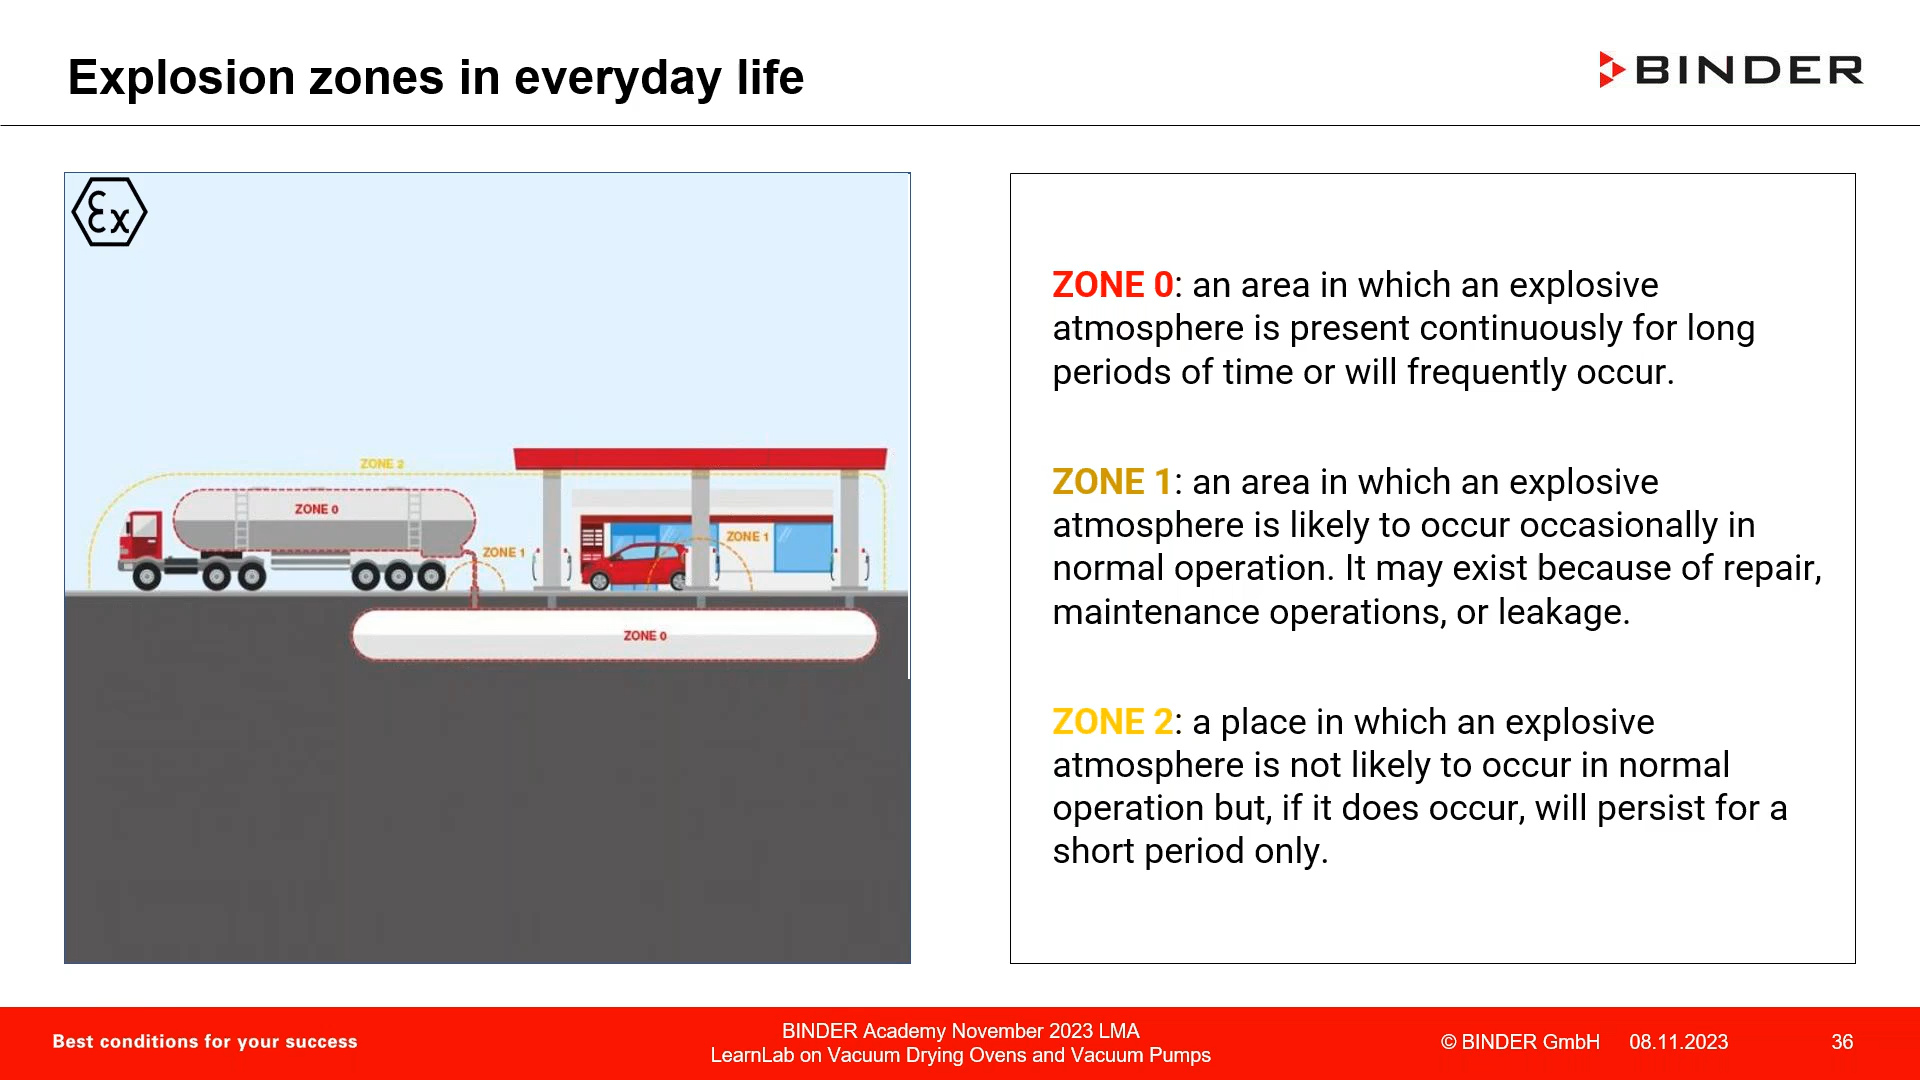 Explosion zones in everyday life
BINDER
Ex
ZONE 2
ZONE 0
ZONE 1
ZONE 1
ZONE 0
ZONE 0: an area in which an explosive
atmosphere is present continuously for long
periods of time or will frequently occur.
ZONE 1: an area in which an explosive
atmosphere is likely to occur occasionally in
normal operation. It may exist because of repair,
maintenance operations, or leakage.
ZONE 2: a place in which an explosive
atmosphere is not likely to occur in normal
operation but, if it does occur, will persist for a
short period only.
Best conditions for your success
BINDER Academy November 2023 LMA
LearnLab on Vacuum Drying Ovens and Vacuum Pumps
© BINDER GmbH 08.11.2023 36